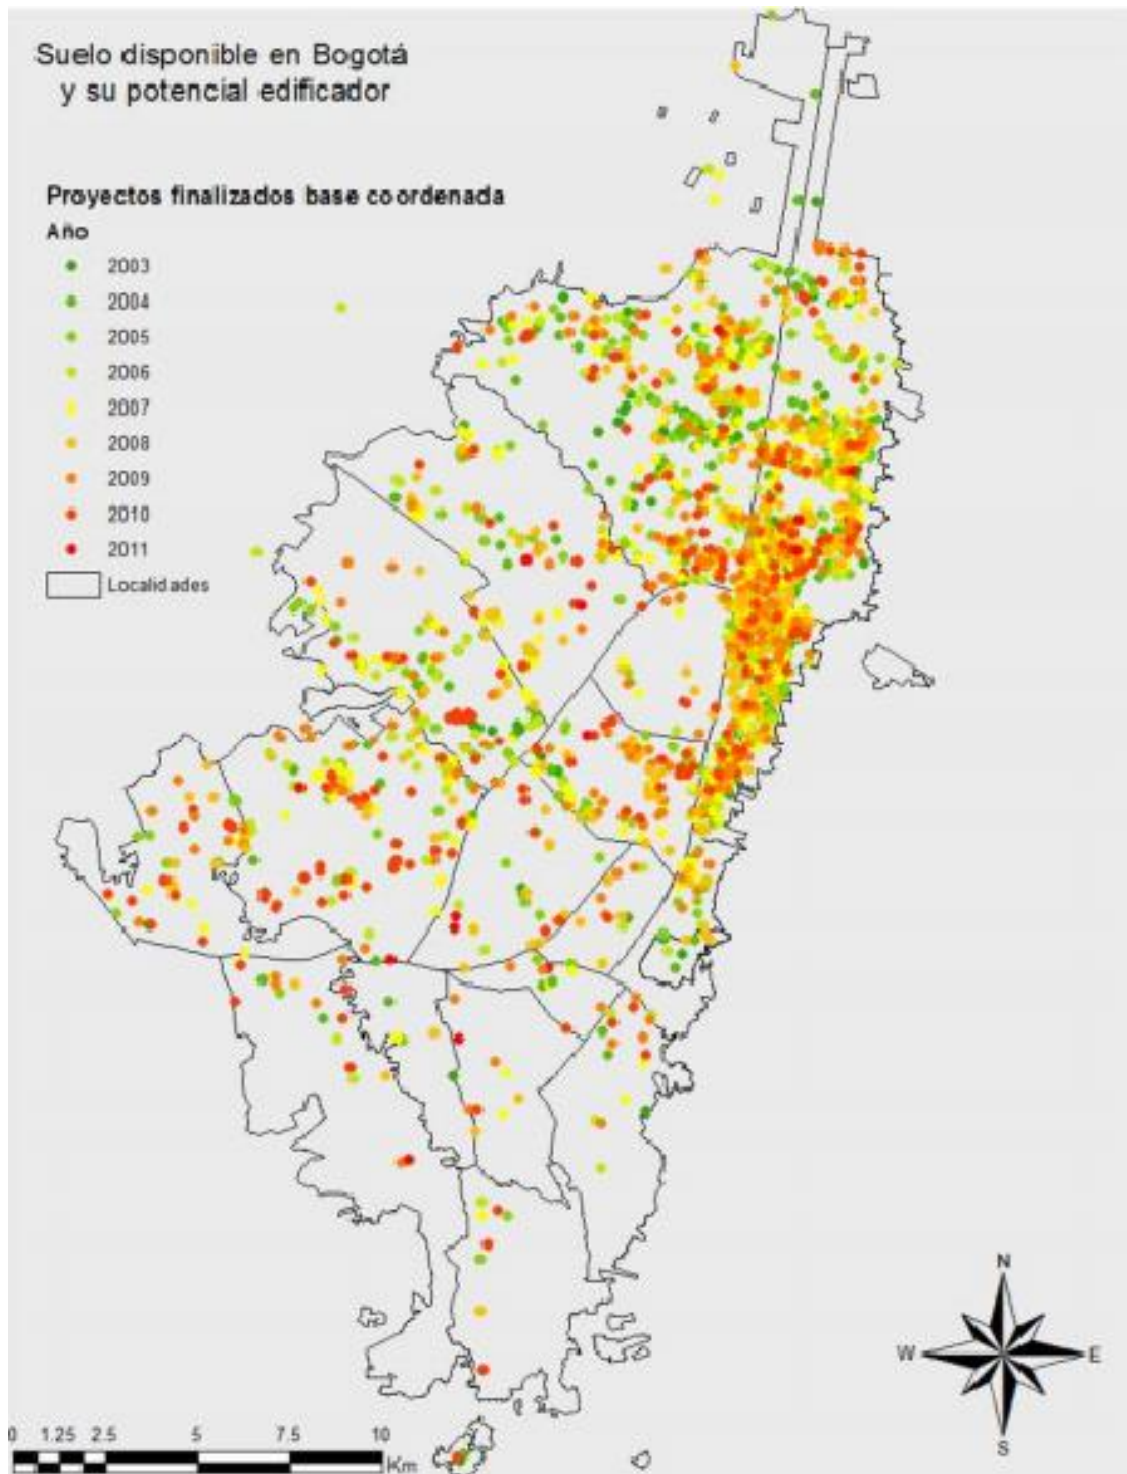 Suelo disponible en Bogotá
y su potencial edificador
Proyectos finalizados base coordenada
Año
2003
2004
2005
2006
2007
2008
2009
2010
2011
Localidades
N
W E
S
0 1.25 2.5 5 7.5 10
Km